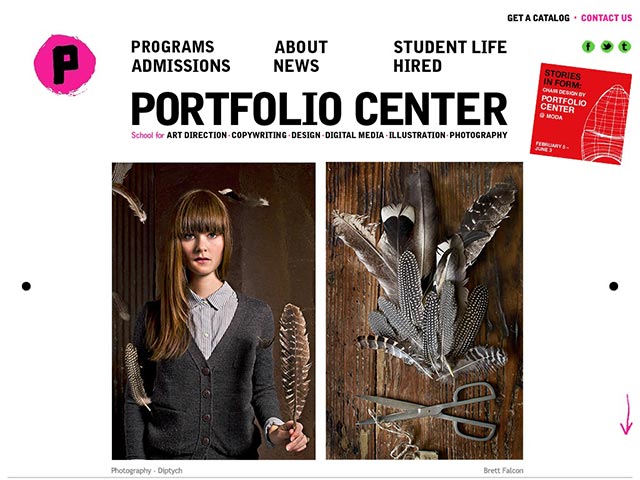 GET A CATALOG • CONTACT US
P
PROGRAMS ABOUT STUDENT LIFE
ADMISSIONS NEWS HIRED
f t
PORTFOLIO CENTER
School for ART DIRECTION · COPYWRITING · DESIGN · DIGITAL MEDIA · ILLUSTRATION · PHOTOGRAPHY
STORIES
IN FORM:
CHAIR DESIGN BY
PORTFOLIO
CENTER
@ MODA
FEBRUARY 5 –
JUNE 3
Photography - Diptych
Brett Falcon